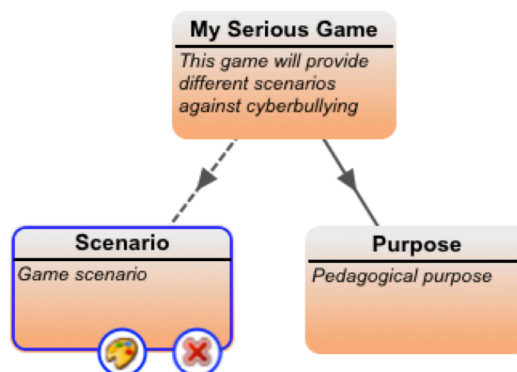 My Serious Game
This game will provide
different scenarios
against cyberbullying
Scenario
Game scenario
Purpose
Pedagogical purpose